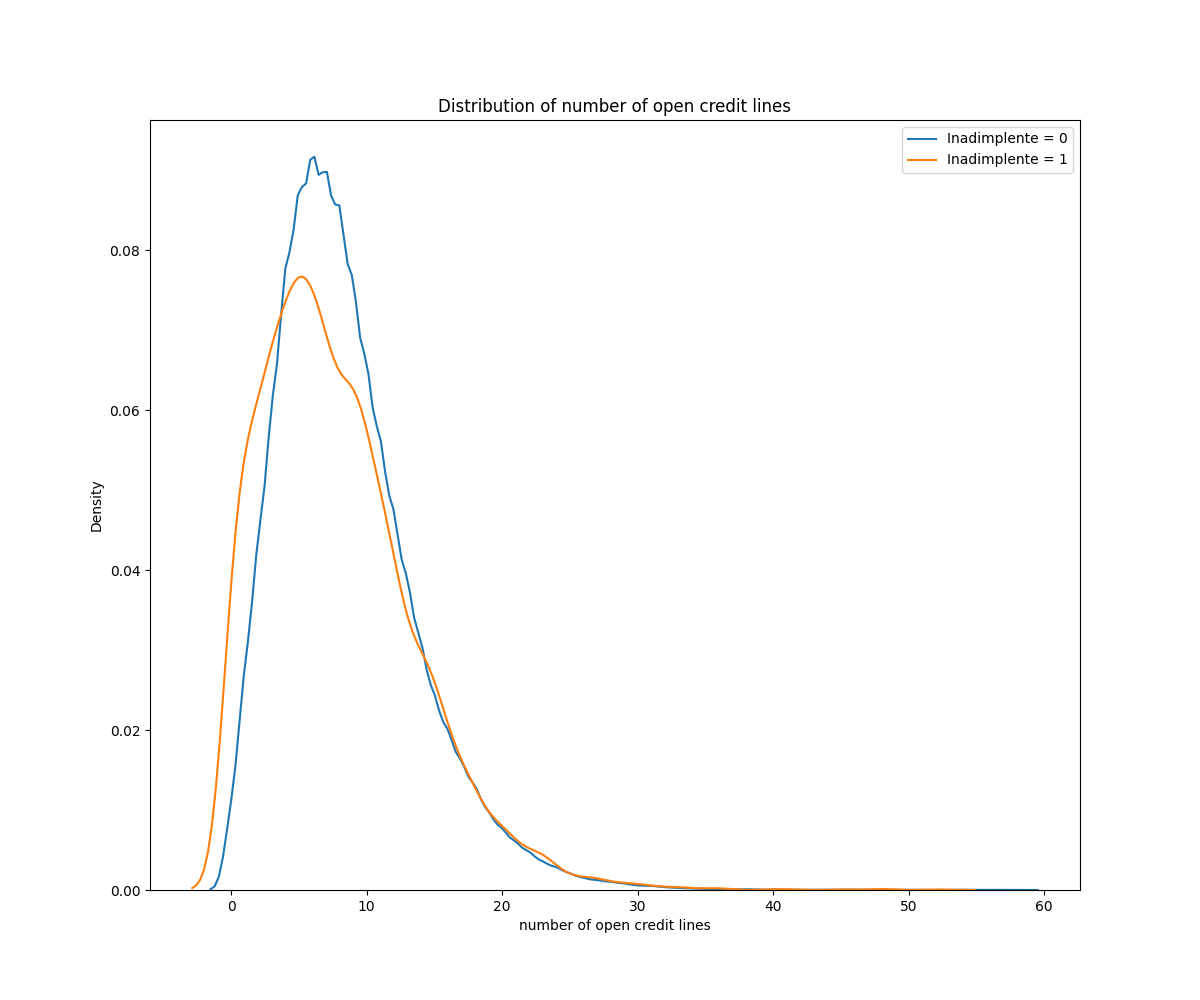 Distribution of number of open credit lines
Inadimplente = 0
Inadimplente = 1
Density
0.08
0.06
0.04
0.02
0.00
0 10 20 30 40 50 60
number of open credit lines